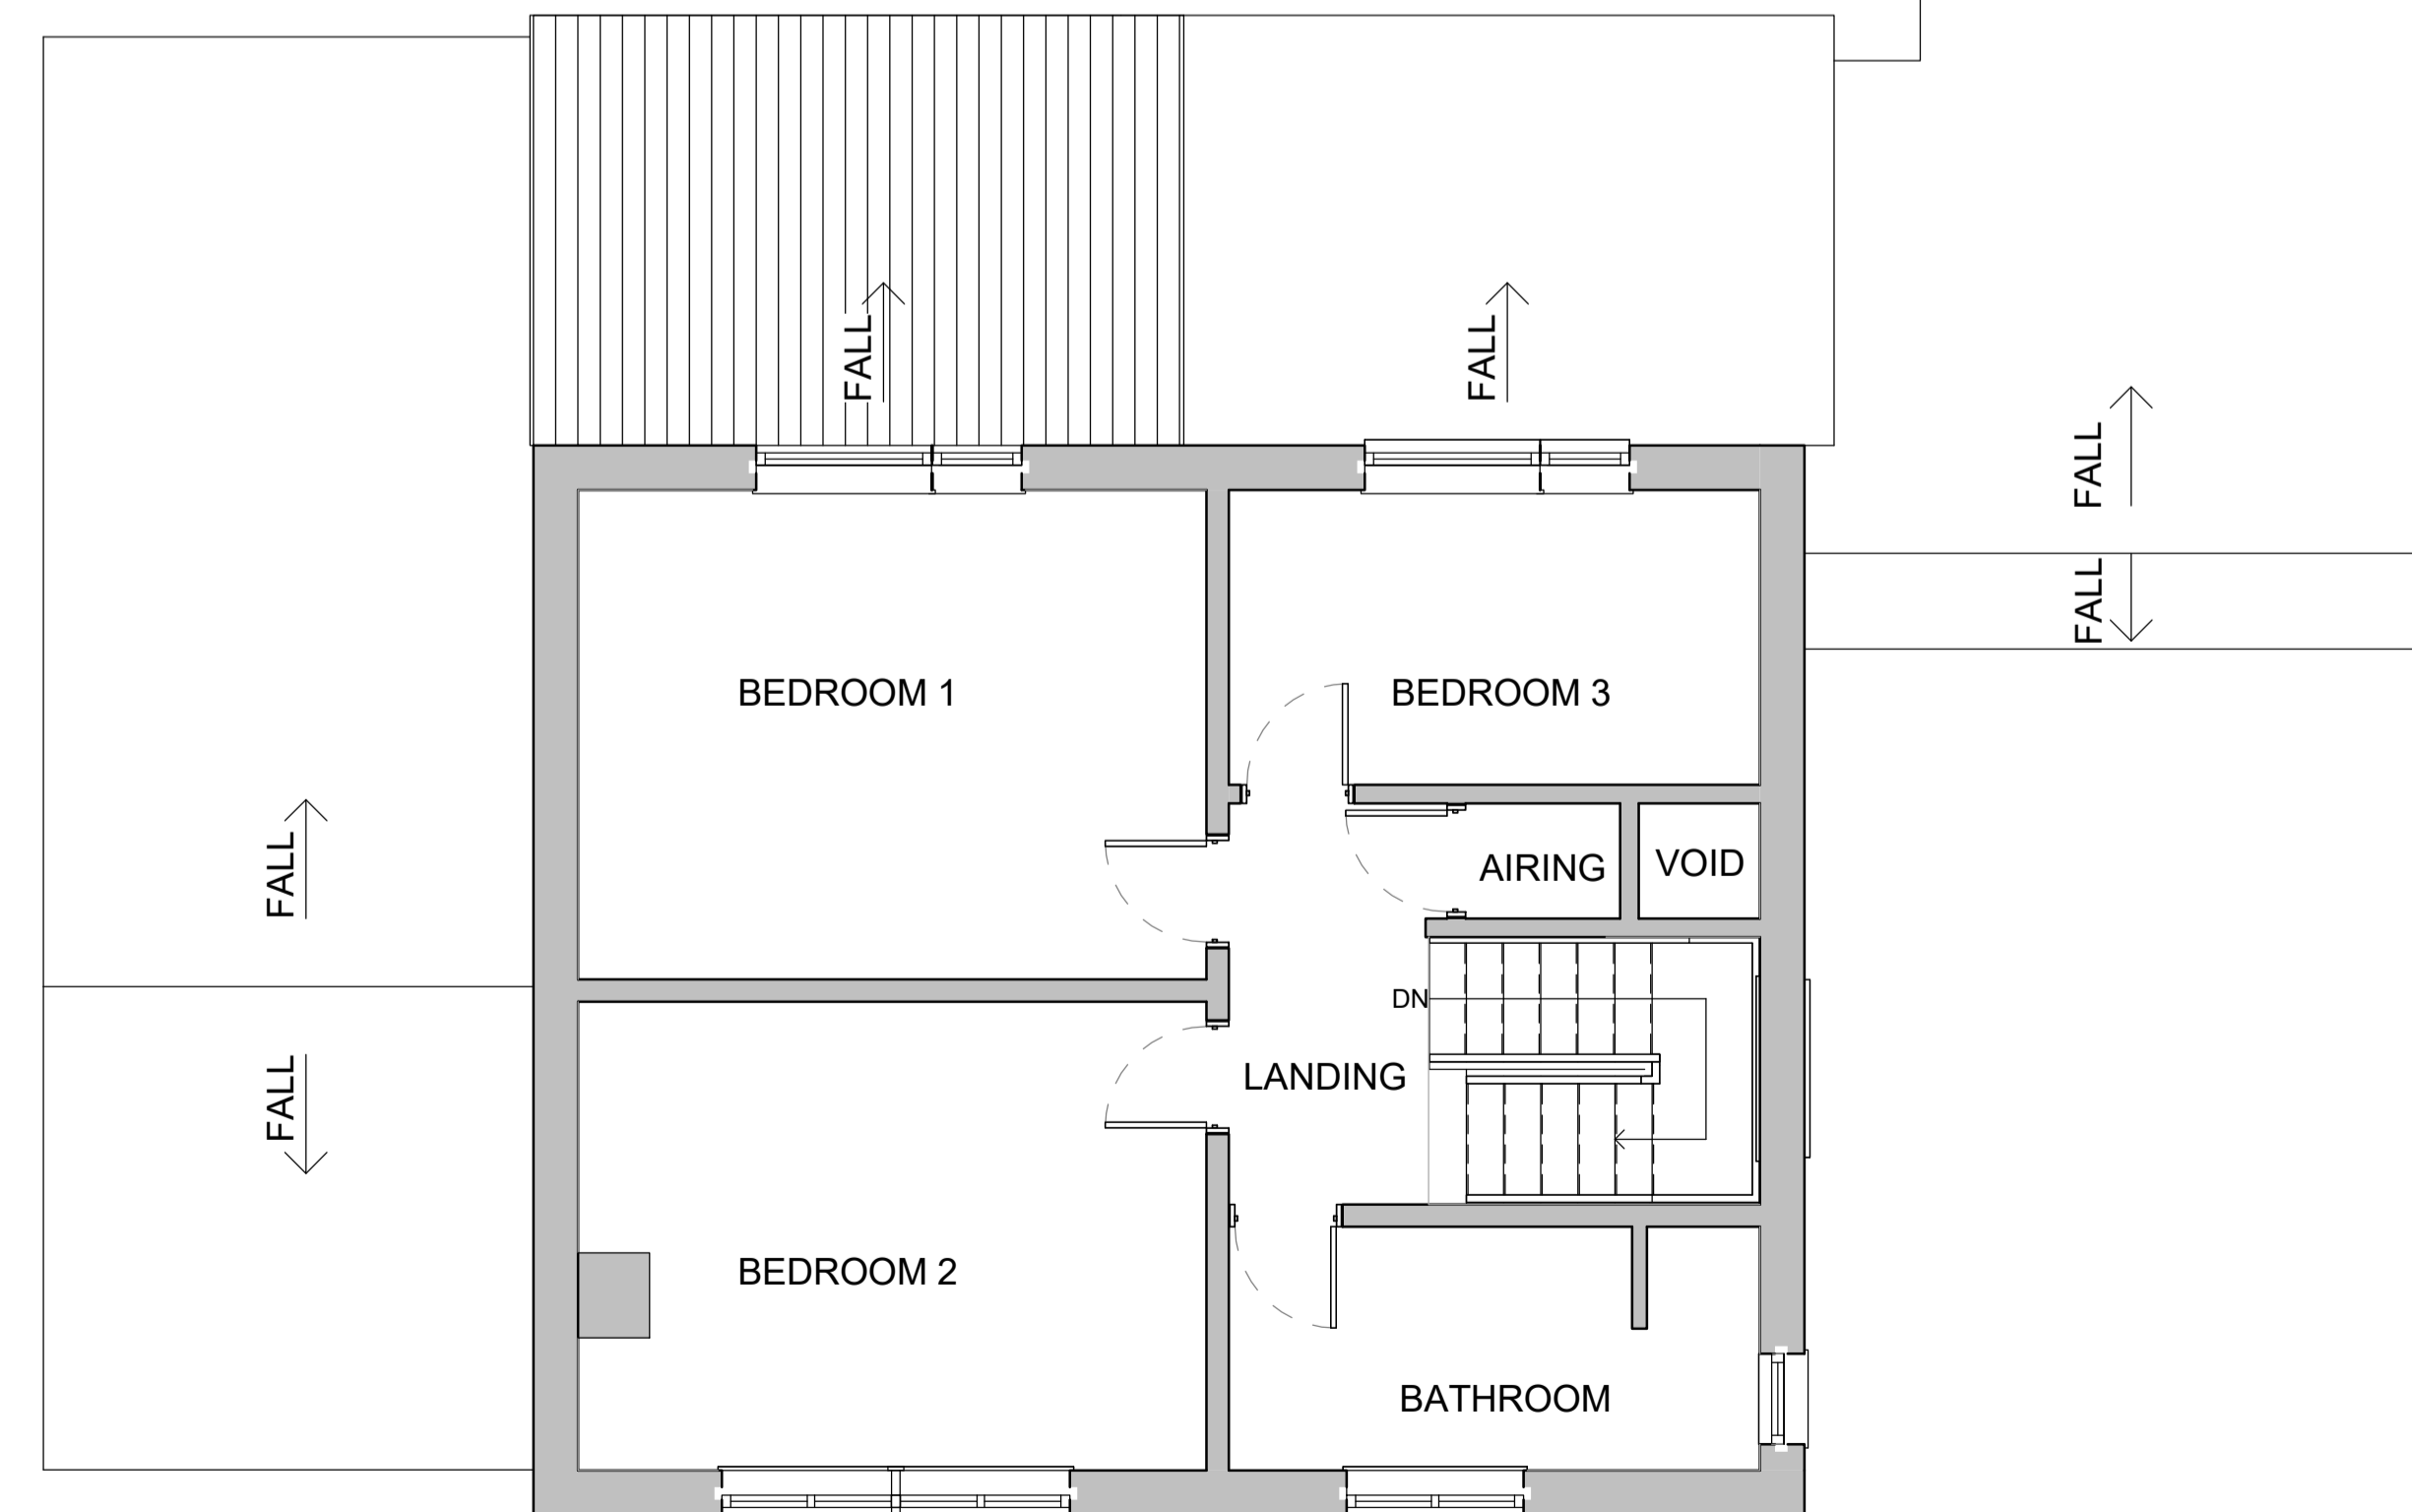 FALL
FALL
FALL
FALL
BEDROOM 1
BEDROOM 3
FALL
AIRING
VOID
DN
LANDING
FALL
BEDROOM 2
BATHROOM